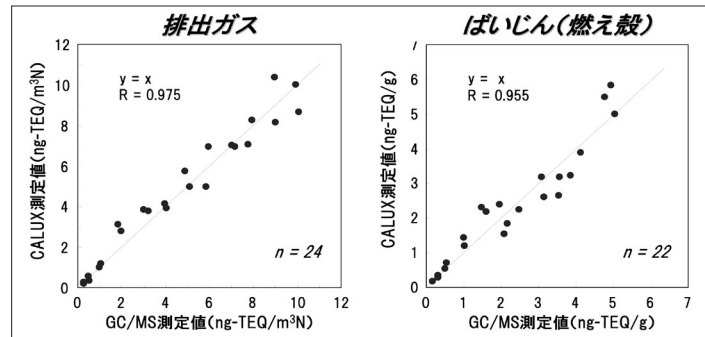 排出ガス
CALUX測定値(ng-TEQ/m³N)
12
10
8
6
4
2
0
y = x
R = 0.975
n = 24
0 2 4 6 8 10 12
GC/MS測定値(ng-TEQ/m³N)
ばいじん(燃え殻)
CALUX測定値(ng-TEQ/g)
7
6
5
4
3
2
1
0
y = x
R = 0.955
n = 22
0 1 2 3 4 5 6 7
GC/MS測定値(ng-TEQ/g)